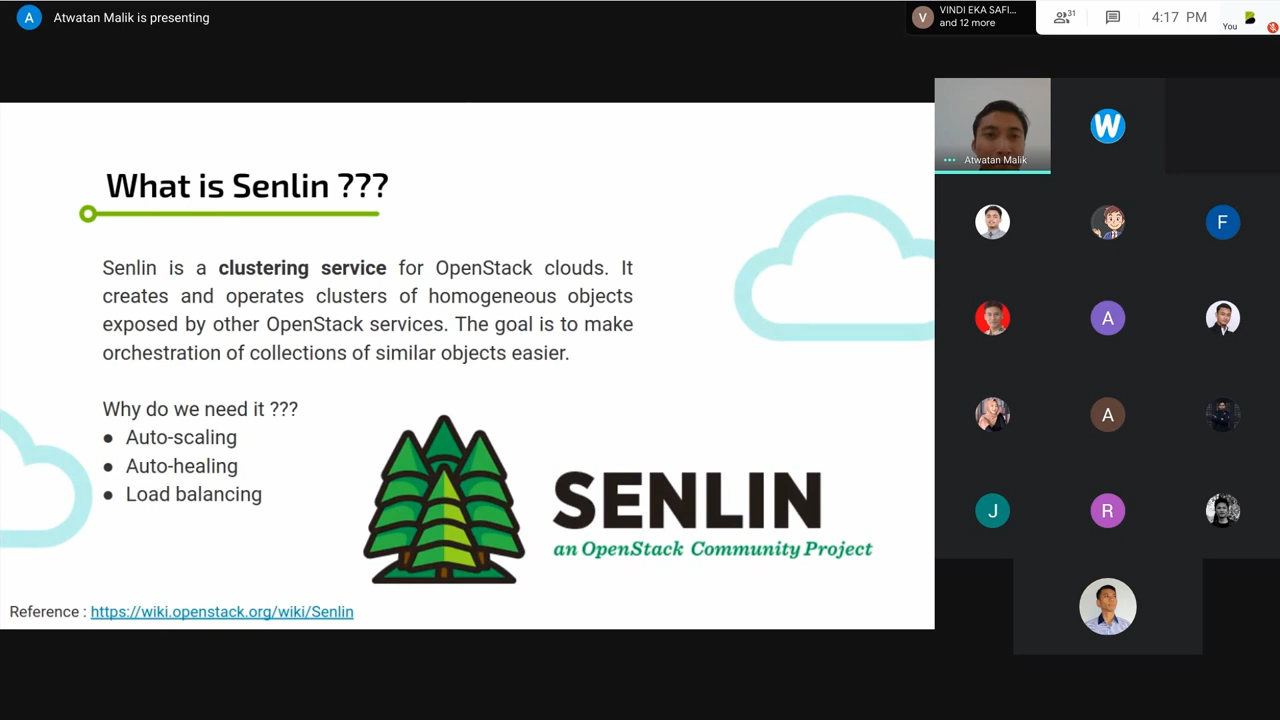 A
Atwatan Malik is presenting
V
VINDI EKA SAFI...
and 12 more
31
4:17 PM
You
What is Senlin ???
Senlin is a clustering service for OpenStack clouds. It
creates and operates clusters of homogeneous objects
exposed by other OpenStack services. The goal is to make
orchestration of collections of similar objects easier.
Why do we need it ???
● Auto-scaling
● Auto-healing
● Load balancing
SENLIN
an OpenStack Community Project
Reference : https://wiki.openstack.org/wiki/Senlin
Atwatan Malik
W
F
A
A
J
R